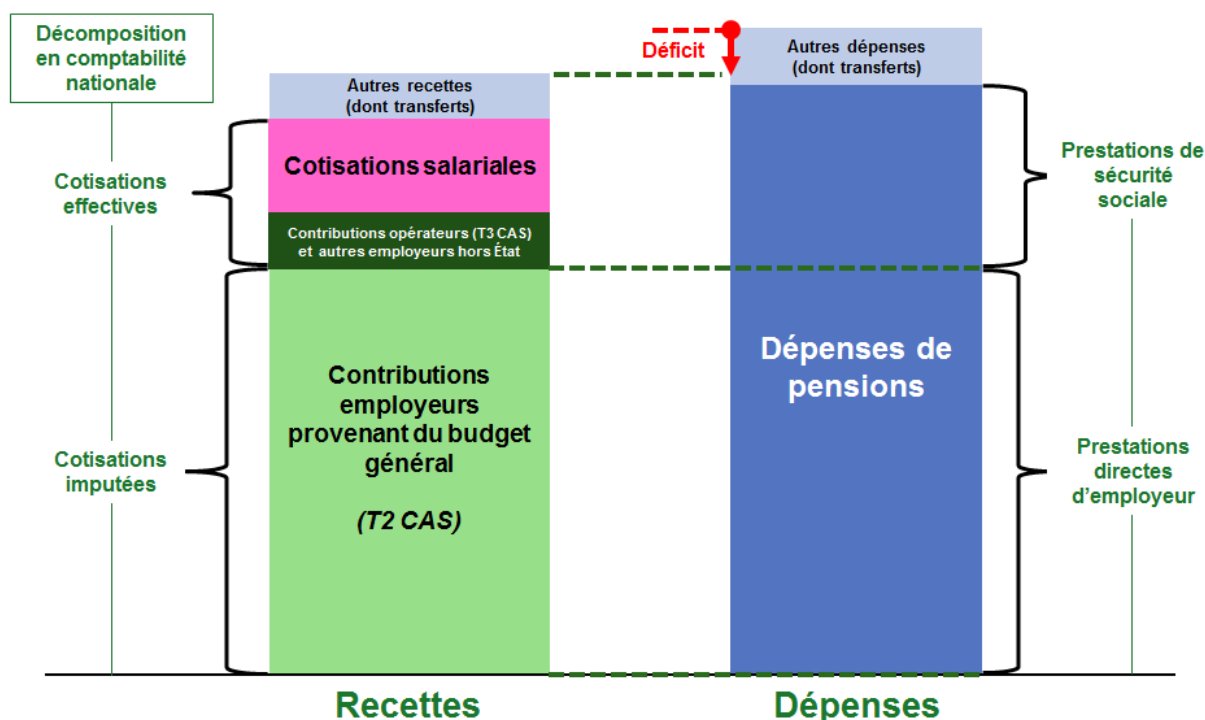 Décomposition
en comptabilité
nationale
Cotisations
effectives
Cotisations
imputées
Autres recettes
(dont transferts)
Cotisations salariales
Contributions opérateurs (T3 CAS)
et autres employeurs hors État
Contributions
employeurs
provenant du budget
général
(T2 CAS)
Recettes
Déficit
Autres dépenses
(dont transferts)
Dépenses de
pensions
Dépenses
Prestations de
sécurité
sociale
Prestations
directes
d'employeur